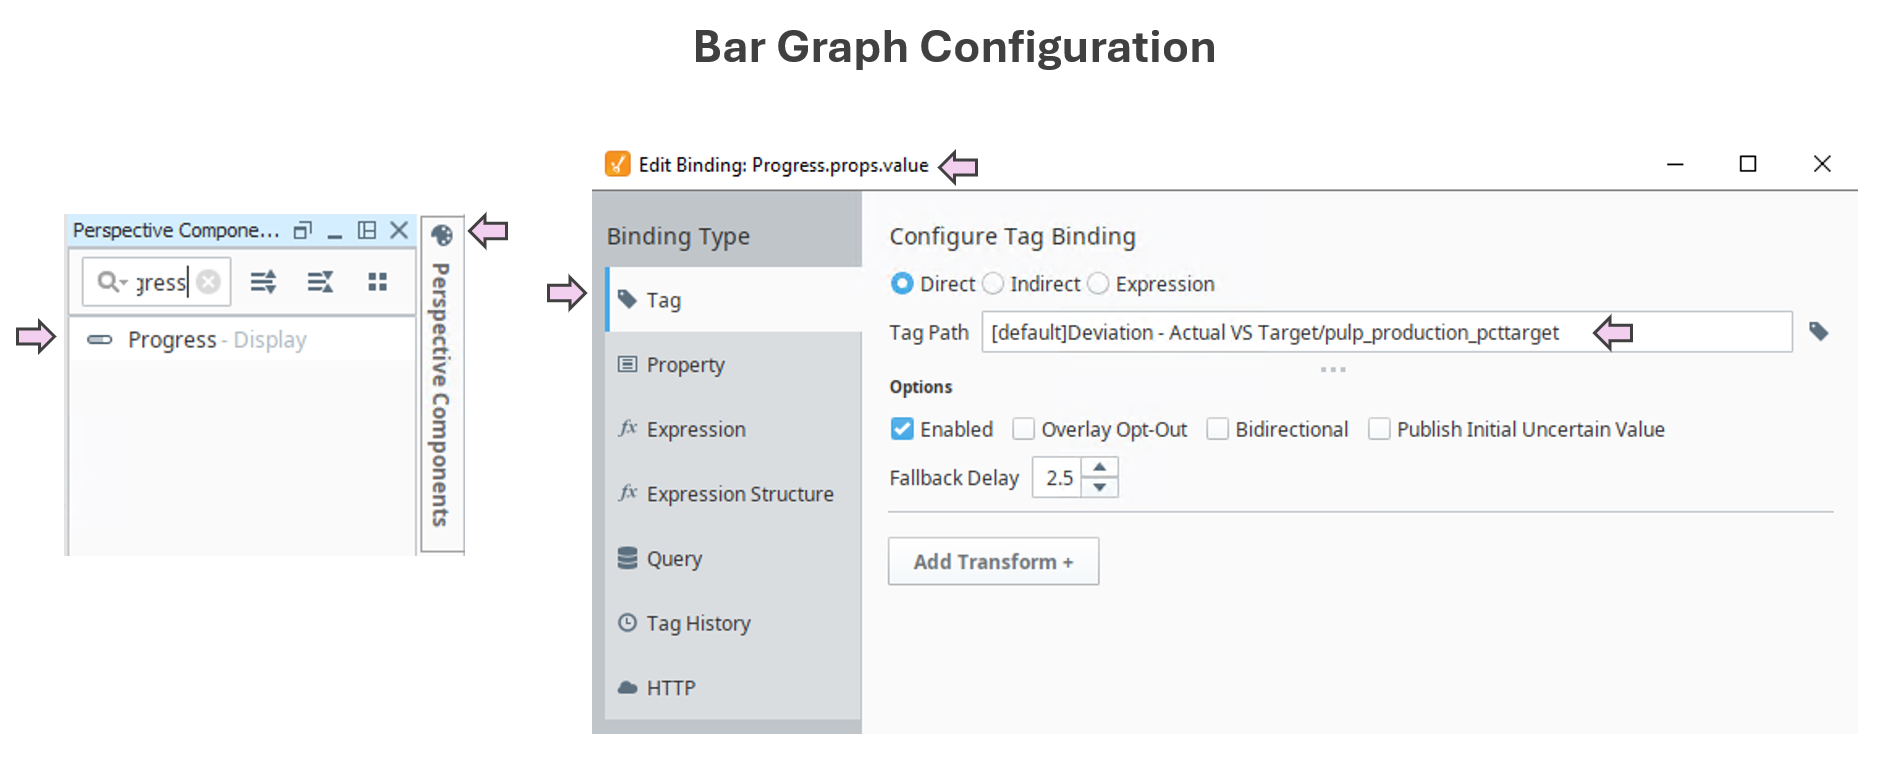 Bar Graph Configuration
Perspective Compone...
gress
Progress - Display
Perspective Components
Edit Binding: Progress.props.value
Binding Type
Tag
Property
Expression
Expression Structure
Query
Tag History
HTTP
Configure Tag Binding
Direct Indirect Expression
Tag Path [default]Deviation - Actual VS Target/pulp_production_pcttarget
Options
Enabled Overlay Opt-Out Bidirectional Publish Initial Uncertain Value
Fallback Delay 2.5
Add Transform +